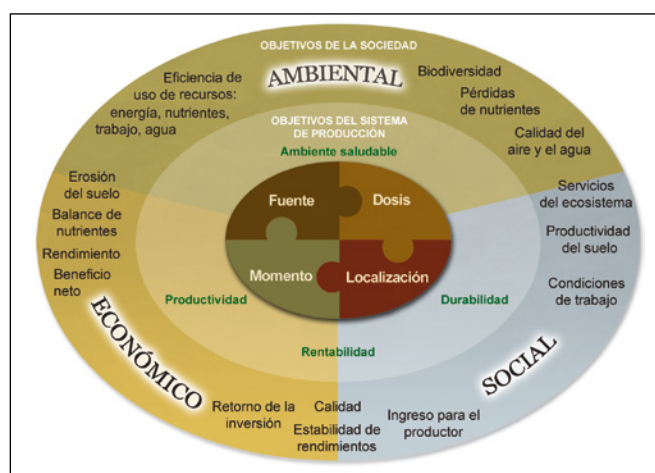 OBJETIVOS DE LA SOCIEDAD
AMBIENTAL
Eficiencia de
uso de recursos:
energía, nutrientes,
trabajo, agua
Biodiversidad
Pérdidas
de nutrientes
Calidad del
aire y el agua
OBJETIVOS DEL SISTEMA
DE PRODUCCIÓN
Ambiente saludable
Erosión
del suelo
Balance de
nutrientes
Rendimiento
Beneficio
neto
Fuente
Dosis
Momento
Localización
Servicios
del ecosistema
Productividad
del suelo
Condiciones
de trabajo
Productividad
Durabilidad
Rentabilidad
ECONÓMICO
SOCIAL
Retorno de la
inversión
Calidad
Estabilidad de
rendimientos
Ingreso para el
productor